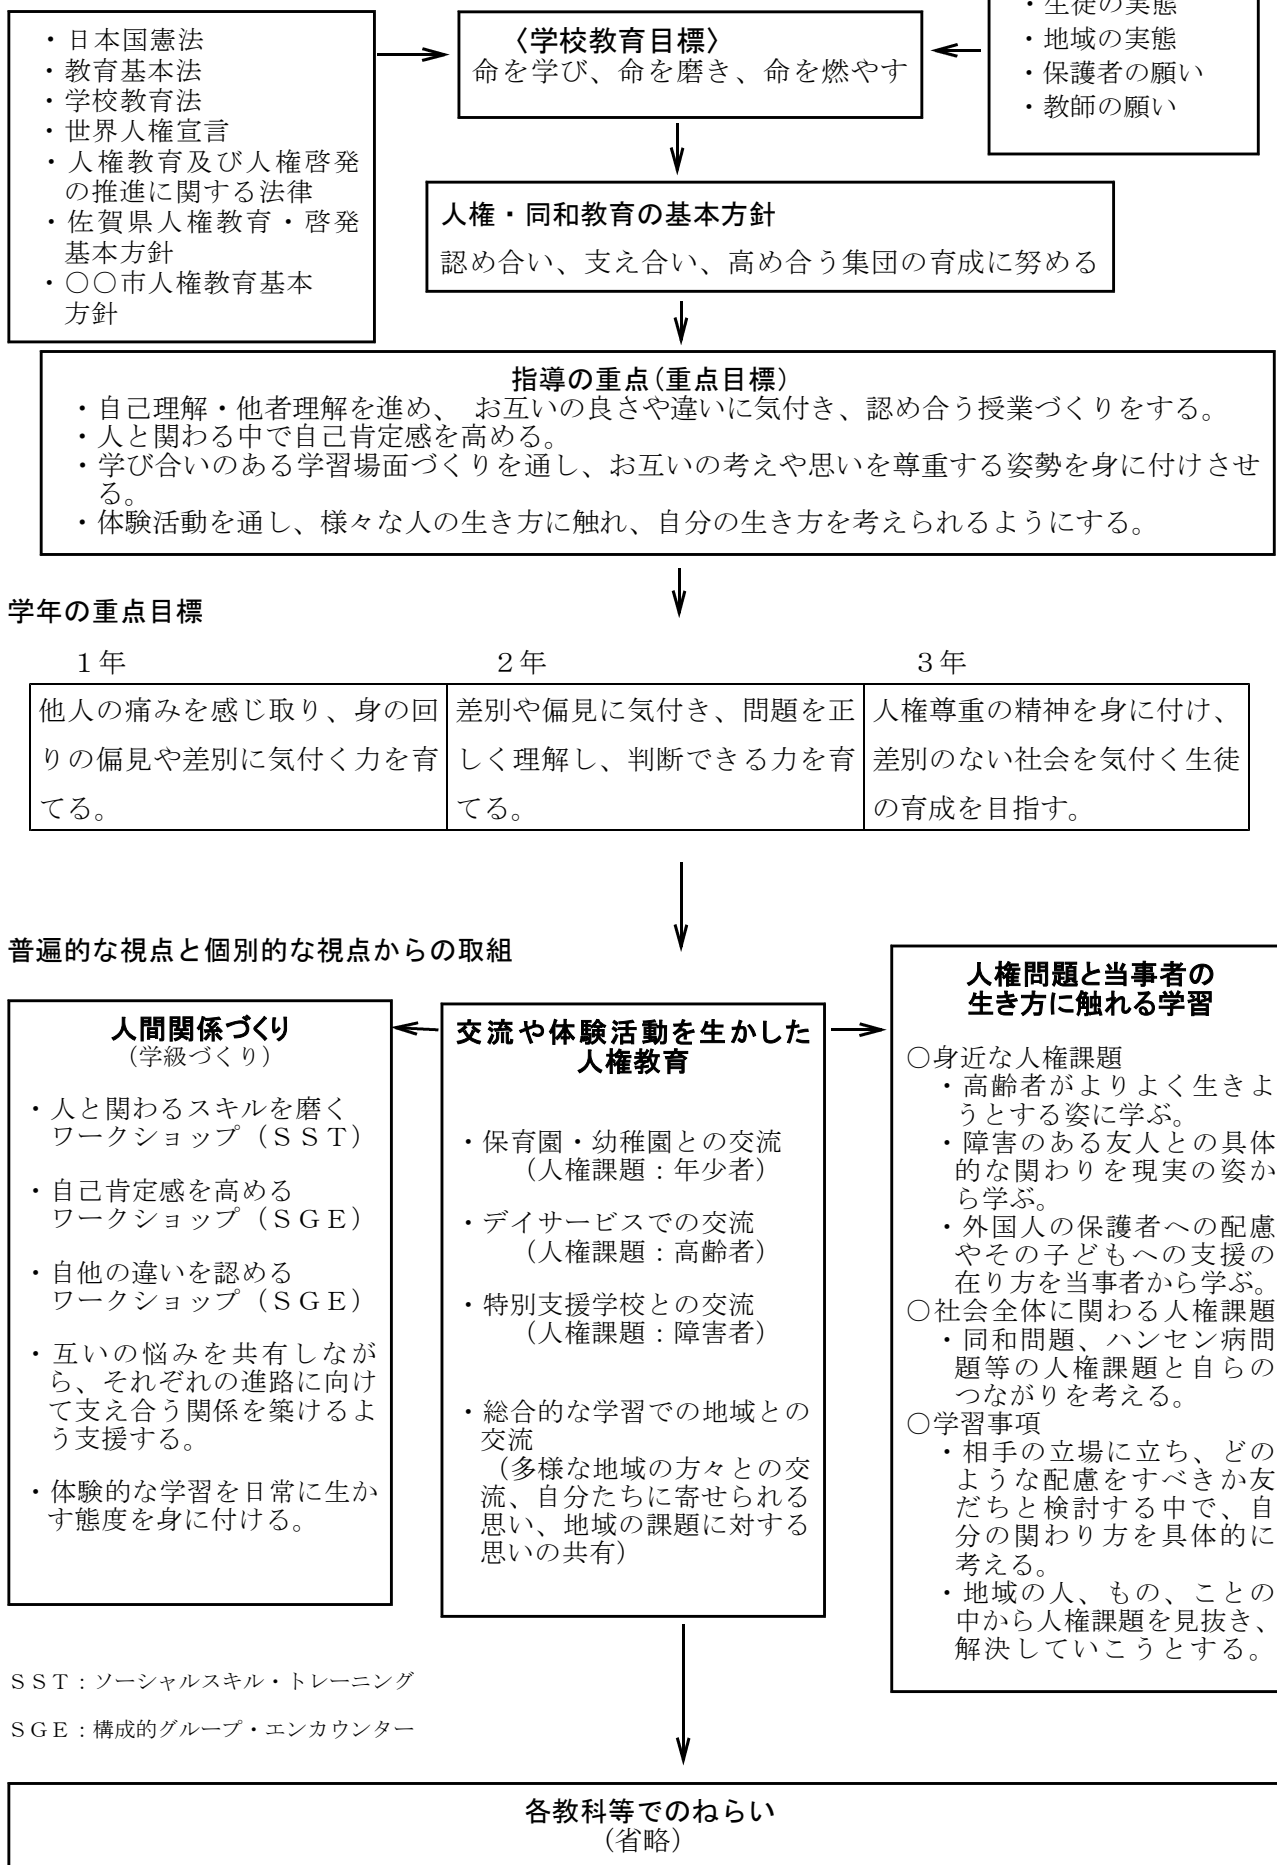 ・日本国憲法
・教育基本法
・学校教育法
・世界人権宣言
・人権教育及び人権啓発
の推進に関する法律
・佐賀県人権教育・啓発
基本方針
・○○市人権教育基本
方針
〈学校教育目標〉
命を学び、命を磨き、命を燃やす
・生徒の実態
・地域の実態
・保護者の願い
・教師の願い
人権・同和教育の基本方針
認め合い、支え合い、高め合う集団の育成に努める
指導の重点(重点目標)
・自己理解・他者理解を進め、 お互いの良さや違いに気付き、認め合う授業づくりをする。
・人と関わる中で自己肯定感を高める。
・学び合いのある学習場面づくりを通し、お互いの考えや思いを尊重する姿勢を身に付けさせ
る。
・体験活動を通し、様々な人の生き方に触れ、自分の生き方を考えられるようにする。
学年の重点目標
1年
2年
3年
他人の痛みを感じ取り、身の回
りの偏見や差別に気付く力を育
てる。
差別や偏見に気付き、問題を正
しく理解し、判断できる力を育
てる。
人権尊重の精神を身に付け、
差別のない社会を気付く生徒
の育成を目指す。
普遍的な視点と個別的な視点からの取組
人間関係づくり
(学級づくり)
・人と関わるスキルを磨く
ワークショップ(SST)
・自己肯定感を高める
ワークショップ(SGE)
・自他の違いを認める
ワークショップ(SGE)
・互いの悩みを共有しなが
ら、それぞれの進路に向け
て支え合う関係を築けるよ
う支援する。
・体験的な学習を日常に生か
す態度を身に付ける。
交流や体験活動を生かした
人権教育
・保育園・幼稚園との交流
(人権課題:年少者)
・デイサービスでの交流
(人権課題:高齢者)
・特別支援学校との交流
(人権課題:障害者)
・総合的な学習での地域との
交流
(多様な地域の方々との交
流、自分たちに寄せられる
思い、地域の課題に対する
思いの共有)
人権問題と当事者の
生き方に触れる学習
○身近な人権課題
・高齢者がよりよく生きよ
うとする姿に学ぶ。
・障害のある友人との具体
的な関わりを現実の姿か
ら学ぶ。
・外国人の保護者への配慮
やその子どもへの支援の
在り方を当事者から学ぶ。
○社会全体に関わる人権課題
・同和問題、ハンセン病問
題等の人権課題と自らの
つながりを考える。
○学習事項
・相手の立場に立ち、どの
ような配慮をすべきか友
だちと検討する中で、自
分の関わり方を具体的に
考える。
・地域の人、もの、ことの
中から人権課題を見抜き、
解決していこうとする。
SST:ソーシャルスキル・トレーニング
SGE:構成的グループ・エンカウンター
各教科等でのねらい
(省略)